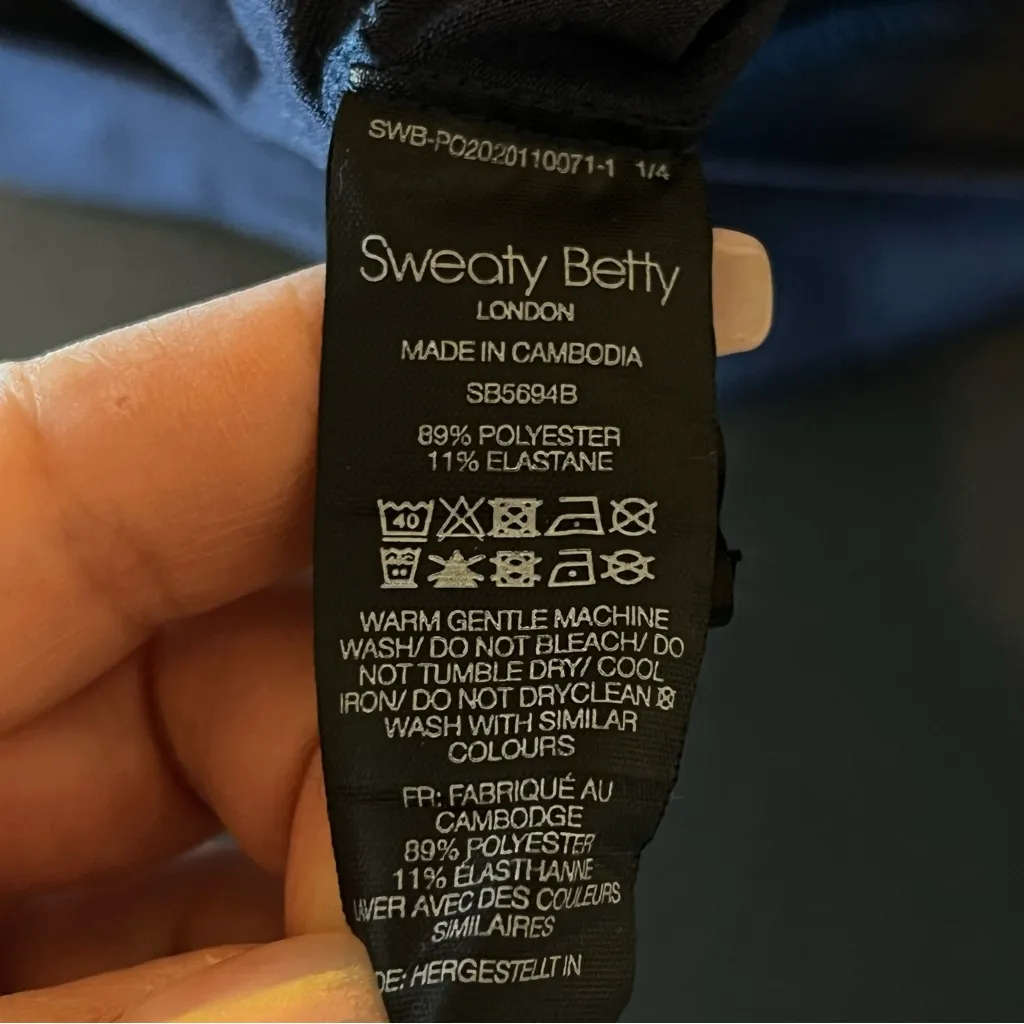 SWB-PO2020110071-1 1/4
Sweaty Betty
LONDON
MADE IN CAMBODIA
SB5694B
89% POLYESTER
11% ELASTANE
40
WARM GENTLE MACHINE
WASH/ DO NOT BLEACH/ DO
NOT TUMBLE DRY/ COOL
IRON/ DO NOT DRYCLEAN
WASH WITH SIMILAR
COLOURS
FR: FABRIQUÉ AU
CAMBODGE
89% POLYESTER
11% ÉLASTHANNE
LAVER AVEC DES COULEURS
SIMILAIRES
DE: HERGESTELLT IN